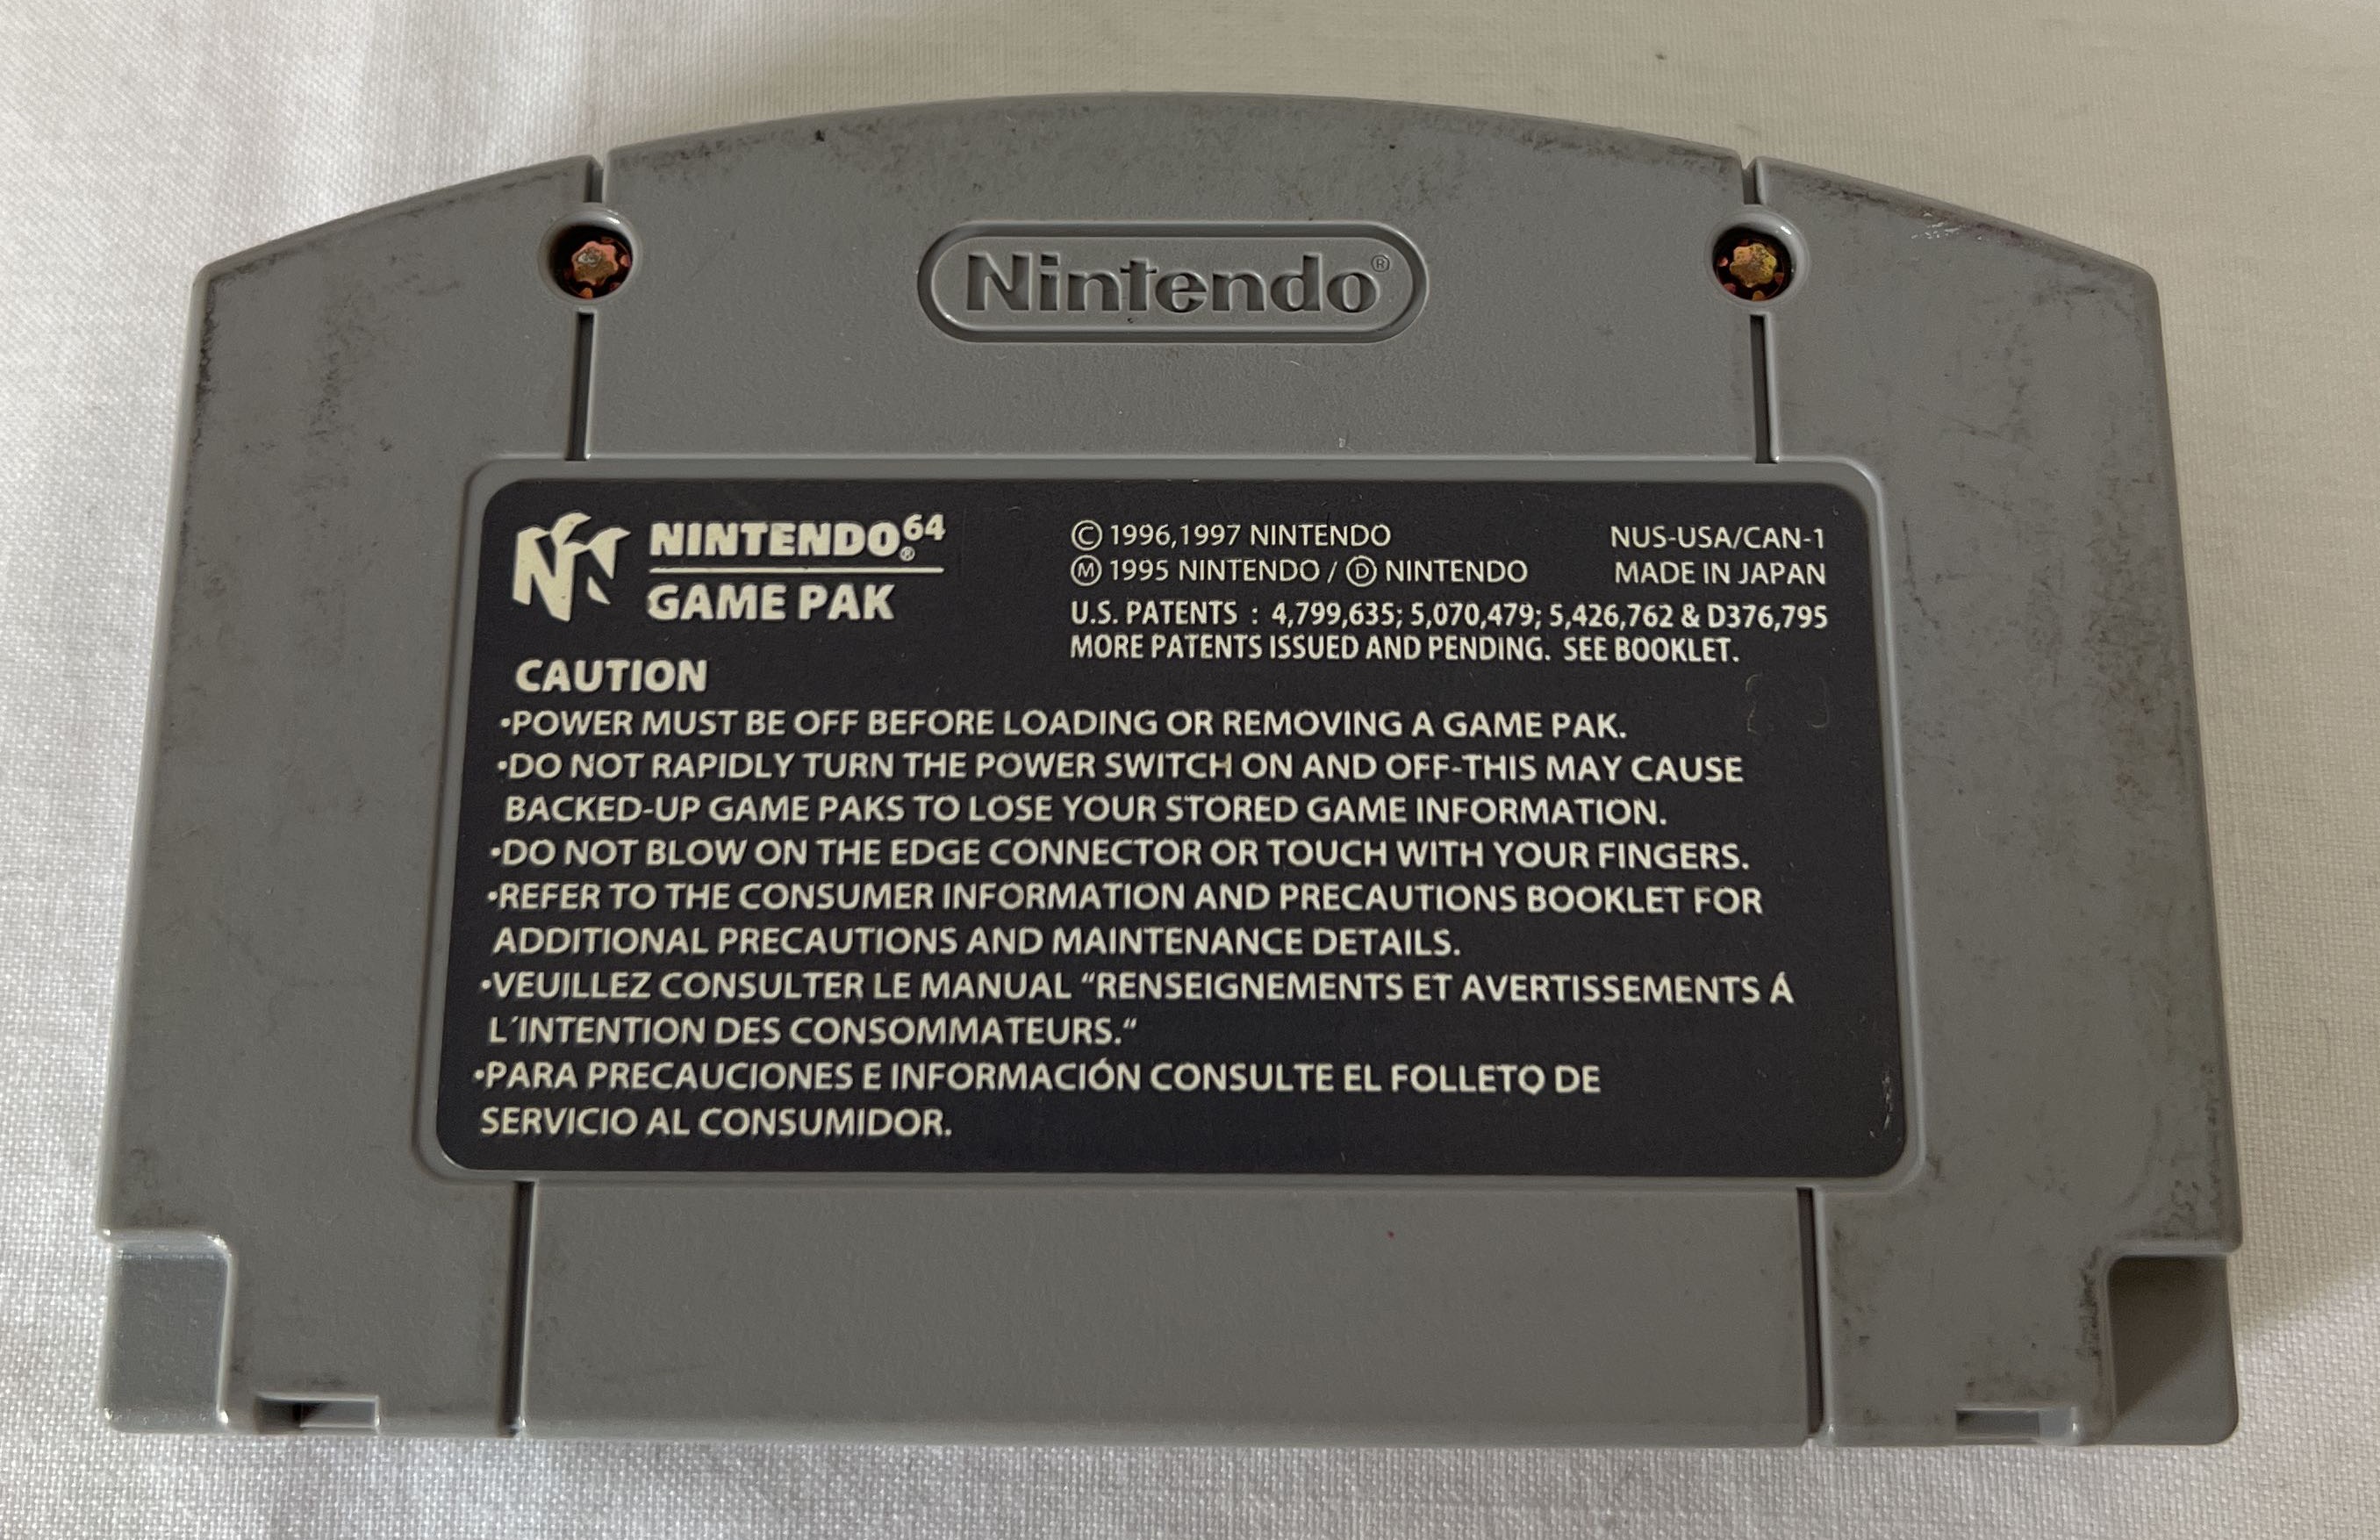 Nintendo®
NINTENDO®64
GAME PAK
© 1996,1997 NINTENDO
Ⓜ 1995 NINTENDO / Ⓓ NINTENDO
NUS-USA/CAN-1
MADE IN JAPAN
U.S. PATENTS : 4,799,635; 5,070,479; 5,426,762 & D376,795
MORE PATENTS ISSUED AND PENDING. SEE BOOKLET.
CAUTION
•POWER MUST BE OFF BEFORE LOADING OR REMOVING A GAME PAK.
•DO NOT RAPIDLY TURN THE POWER SWITCH ON AND OFF-THIS MAY CAUSE
BACKED-UP GAME PAKS TO LOSE YOUR STORED GAME INFORMATION.
•DO NOT BLOW ON THE EDGE CONNECTOR OR TOUCH WITH YOUR FINGERS.
•REFER TO THE CONSUMER INFORMATION AND PRECAUTIONS BOOKLET FOR
ADDITIONAL PRECAUTIONS AND MAINTENANCE DETAILS.
•VEUILLEZ CONSULTER LE MANUAL “RENSEIGNEMENTS ET AVERTISSEMENTS Á
L´INTENTION DES CONSOMMATEURS.“
•PARA PRECAUCIONES E INFORMACIÓN CONSULTE EL FOLLETO DE
SERVICIO AL CONSUMIDOR.